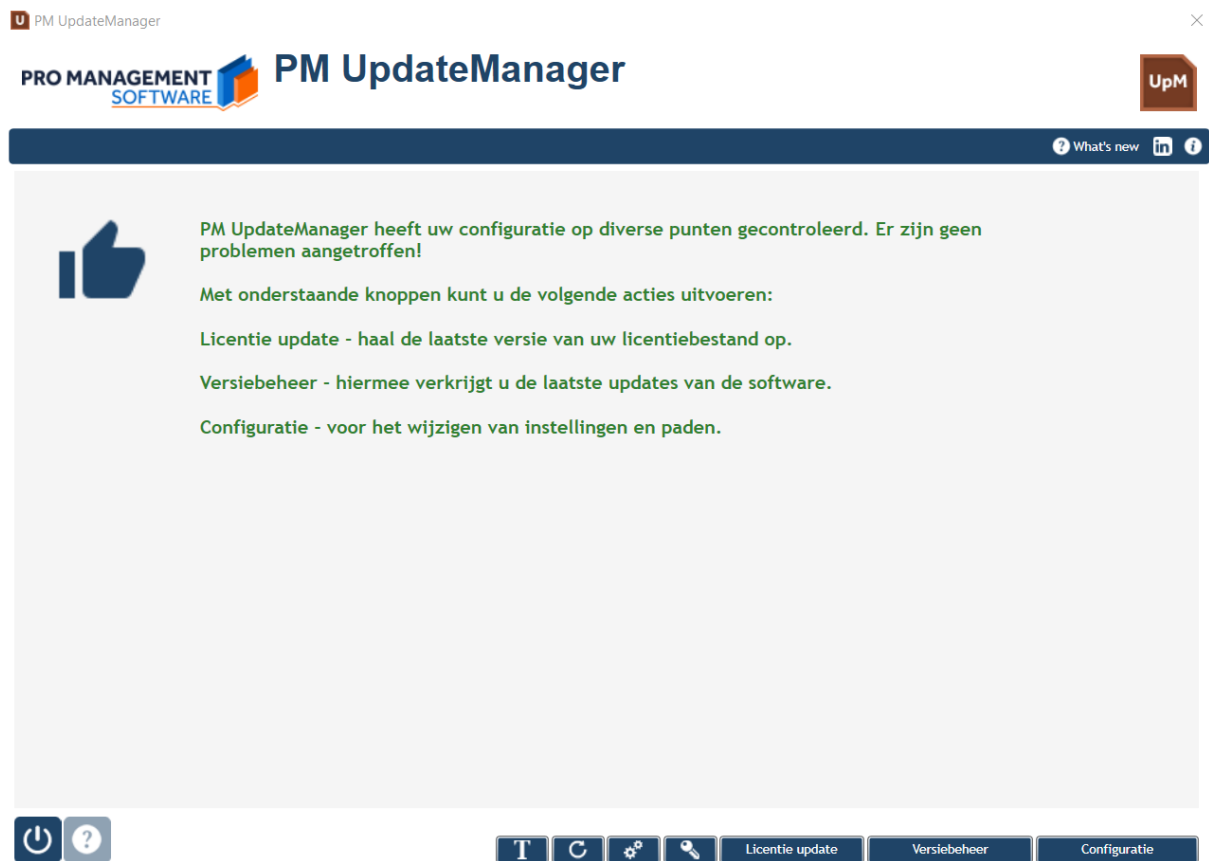 U PM UpdateManager
PRO MANAGEMENT
SOFTWARE
PM UpdateManager
UpM
? What's new in i
PM UpdateManager heeft uw configuratie op diverse punten gecontroleerd. Er zijn geen
problemen aangetroffen!
Met onderstaande knoppen kunt u de volgende acties uitvoeren:
Licentie update - haal de laatste versie van uw licentiebestand op.
Versiebeheer - hiermee verkrijgt u de laatste updates van de software.
Configuratie - voor het wijzigen van instellingen en paden.
?
T
Licentie update
Versiebeheer
Configuratie